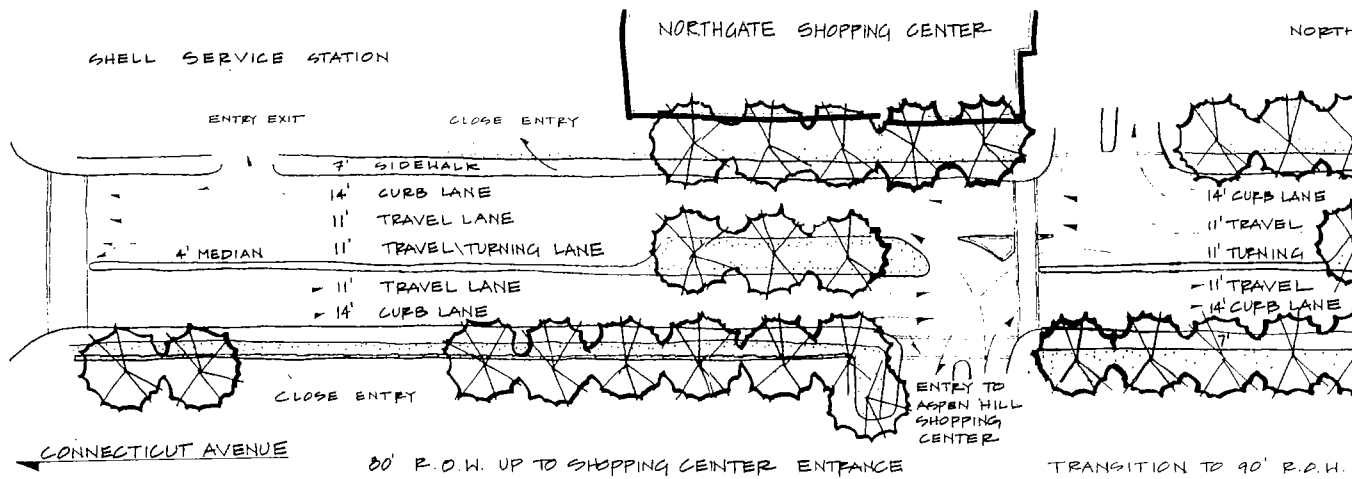 NORTHGATE SHOPPING CENTER
NORTH
SHELL SERVICE STATION
ENTRY EXIT
CLOSE ENTRY
7' SIDEWALK
14' CURB LANE
11' TRAVEL LANE
4' MEDIAN
11' TRAVEL\TURNING LANE
11' TRAVEL LANE
14' CURB LANE
14' CURB LANE
11' TRAVEL
11' TURNING
11' TRAVEL
14' CURB LANE
7'
CLOSE ENTRY
ENTRY TO
ASPEN HILL
SHOPPING
CENTER
CONNECTICUT AVENUE
80' R.O.W. UP TO SHOPPING CENTER ENTRANCE
TRANSITION TO 90' R.O.W.